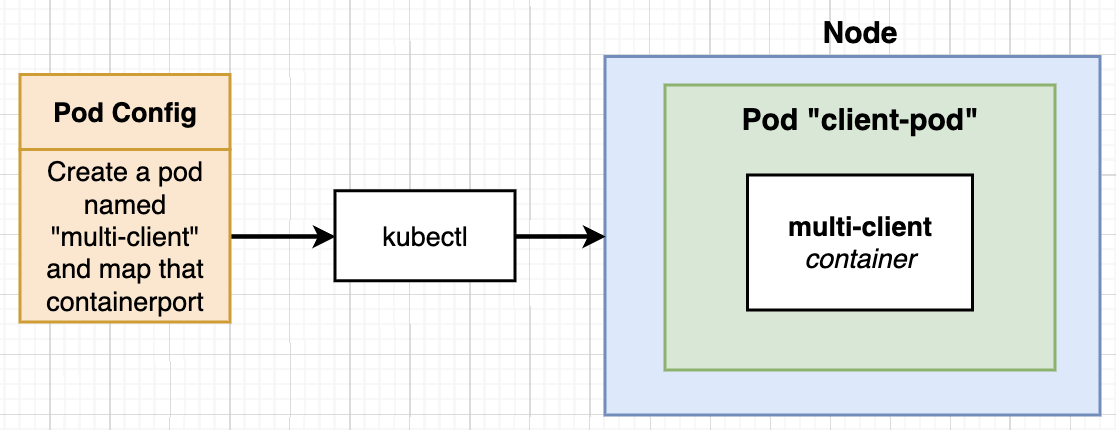 Node
Pod Config
Create a pod
named
"multi-client"
and map that
containerport
kubectl
Pod "client-pod"
multi-client
container